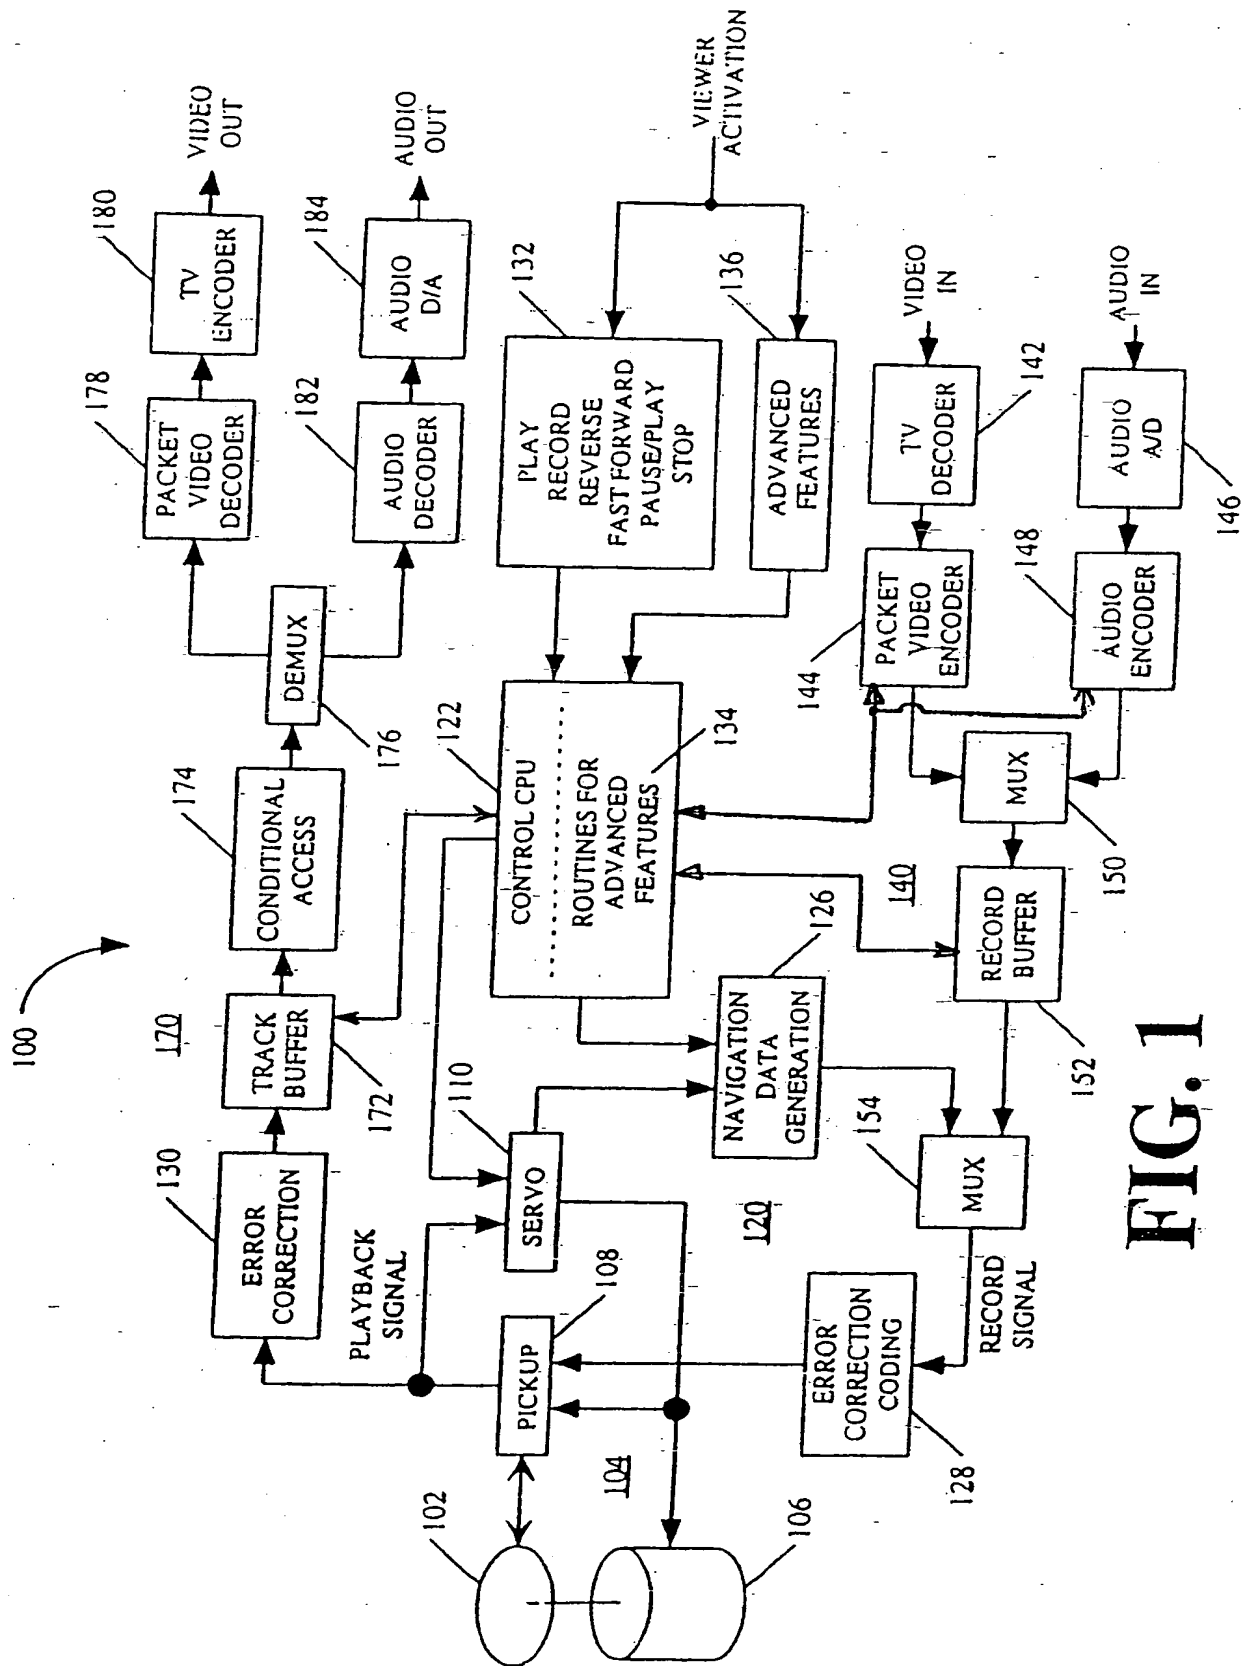 100
102
PICKUP
108
104
106
PLAYBACK
SIGNAL
130
ERROR
CORRECTION
170
TRACK
BUFFER
172
174
CONDITIONAL
ACCESS
DEMUX
176
178
PACKET
VIDEO
DECODER
180
TV
ENCODER
VIDEO
OUT
182
AUDIO
DECODER
184
AUDIO
D/A
AUDIO
OUT
110
SERVO
122
CONTROL CPU
ROUTINES FOR
ADVANCED
FEATURES
134
132
PLAY
RECORD
REVERSE
FAST FORWARD
PAUSE/PLAY
STOP
136
ADVANCED
FEATURES
VIEWER
ACTIVATION
120
126
NAVIGATION
DATA
GENERATION
128
ERROR
CORRECTION
CODING
RECORD
SIGNAL
154
MUX
140
RECORD
BUFFER
152
MUX
150
144
PACKET
VIDEO
ENCODER
TV
DECODER
142
VIDEO
IN
148
AUDIO
ENCODER
AUDIO
A/D
146
AUDIO
IN
FIG. 1